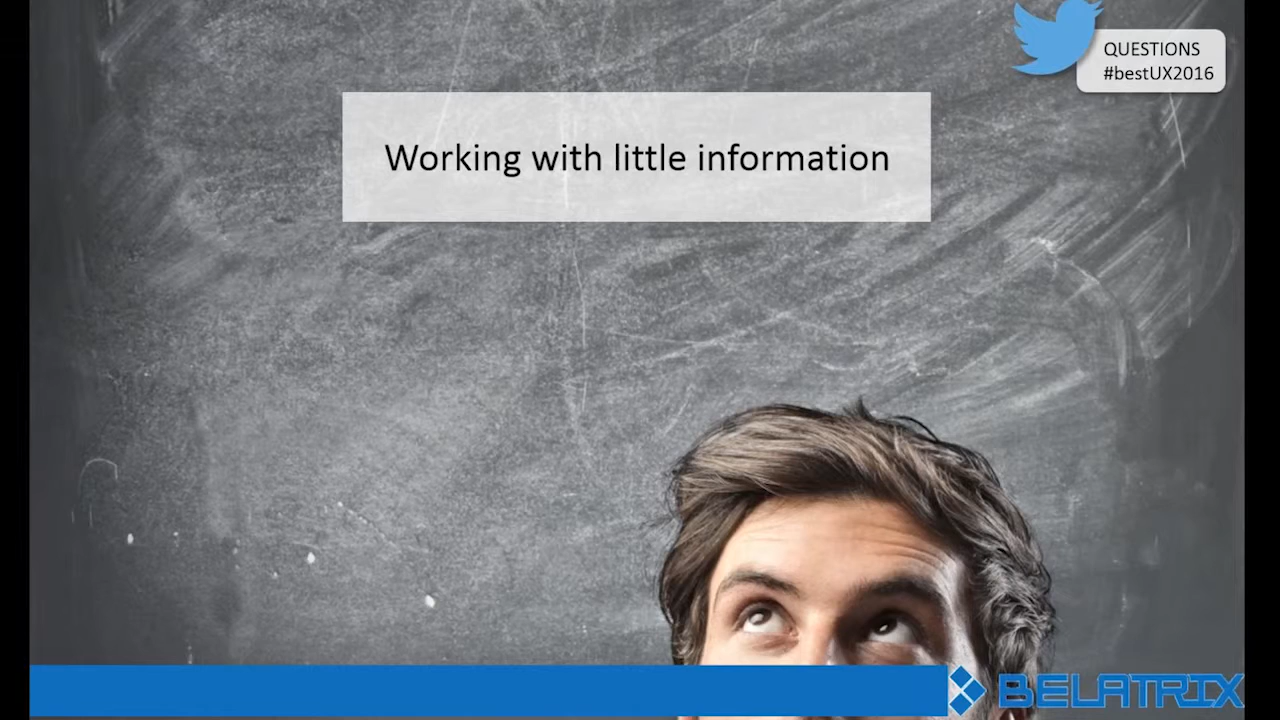 QUESTIONS
#bestUX2016
Working with little information
BELATRIX